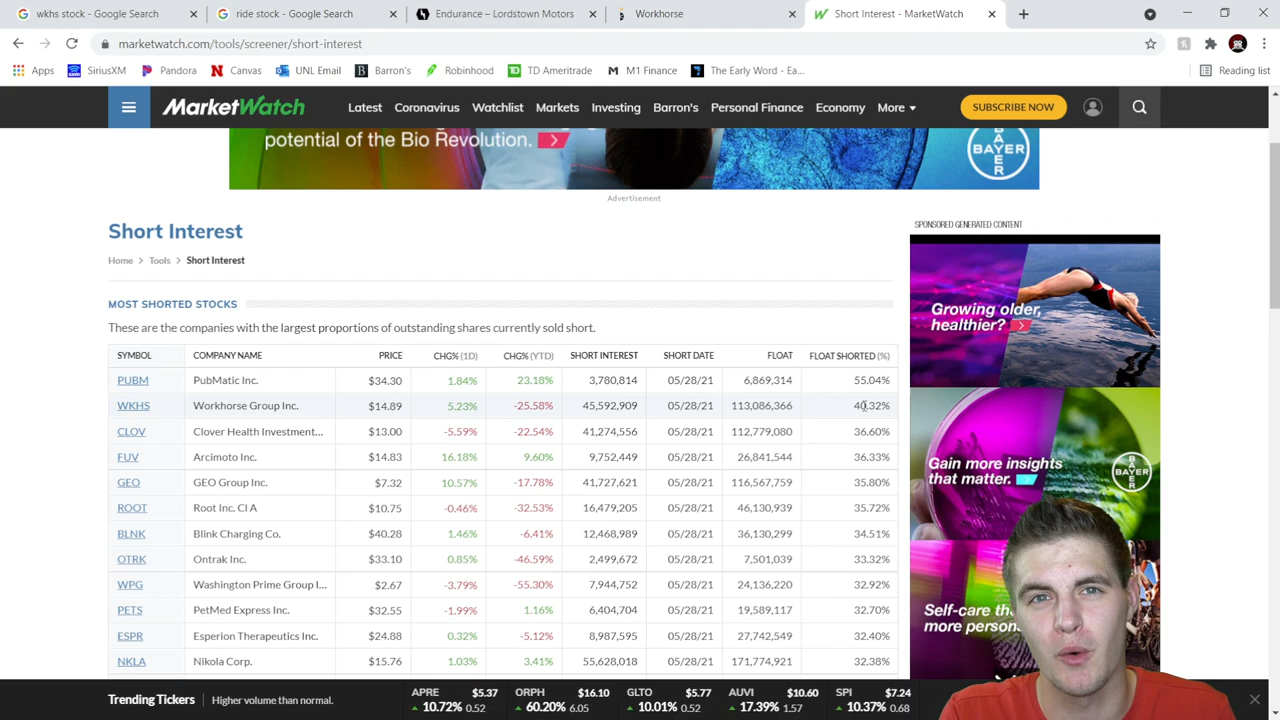 wkhs stock - Google Search
ride stock - Google Search
Endurance – Lordstown Motors
Workhorse
Short Interest - MarketWatch
marketwatch.com/tools/screener/short-interest
Apps SiriusXM Pandora Canvas UNL Email Barron's Robinhood TD Ameritrade M1 Finance The Early Word - Ea... Reading list
MarketWatch Latest Coronavirus Watchlist Markets Investing Barron's Personal Finance Economy More SUBSCRIBE NOW
potential of the Bio Revolution.
BAYER
Advertisement
Short Interest
SPONSORED GENERATED CONTENT
Home > Tools > Short Interest
MOST SHORTED STOCKS
These are the companies with the largest proportions of outstanding shares currently sold short.
SYMBOL COMPANY NAME PRICE CHG% (1D) CHG% (YTD) SHORT INTEREST SHORT DATE FLOAT FLOAT SHORTED (%)
PUBM PubMatic Inc. $34.30 1.84% 23.18% 3,780,814 05/28/21 6,869,314 55.04%
WKHS Workhorse Group Inc. $14.89 5.23% -25.58% 45,592,909 05/28/21 113,086,366 40.32%
CLOV Clover Health Investment... $13.00 -5.59% -22.54% 41,274,556 05/28/21 112,779,080 36.60%
FUV Arcimoto Inc. $14.83 16.18% 9.60% 9,752,449 05/28/21 26,841,544 36.33%
GEO GEO Group Inc. $7.32 10.57% -17.78% 41,727,621 05/28/21 116,567,753 35.80%
ROOT Root Inc. Cl A $10.75 -0.46% -32.53% 16,479,205 05/28/21 46,130,939 35.72%
BLNK Blink Charging Co. $40.28 1.46% -6.41% 12,468,989 05/28/21 36,130,299 34.51%
OTRK Ontrak Inc. $33.10 0.85% -46.59% 2,499,672 05/28/21 7,501,039 33.32%
WPG Washington Prime Group I... $2.67 -3.79% -55.30% 7,944,752 05/28/21 24,136,220 32.92%
PETS PetMed Express Inc. $32.55 -1.99% 1.16% 6,404,704 05/28/21 19,589,117 32.70%
ESPR Esperion Therapeutics Inc. $24.88 0.32% -5.12% 8,987,595 05/28/21 27,742,549 32.40%
NKLA Nikola Corp. $15.76 1.03% 3.41% 55,628,018 05/28/21 171,774,921 32.38%
Growing older,
healthier?
Gain more insights
that matter.
BAYER
Self-care th
more person
Trending Tickers Higher volume than normal.
APRE $5.37 ORPH $16.10 GLTO $5.77 AUVI $10.60 SPI $7.24
10.72% 0.52 60.20% 6.05 10.01% 0.52 17.39% 1.57 10.37% 0.68